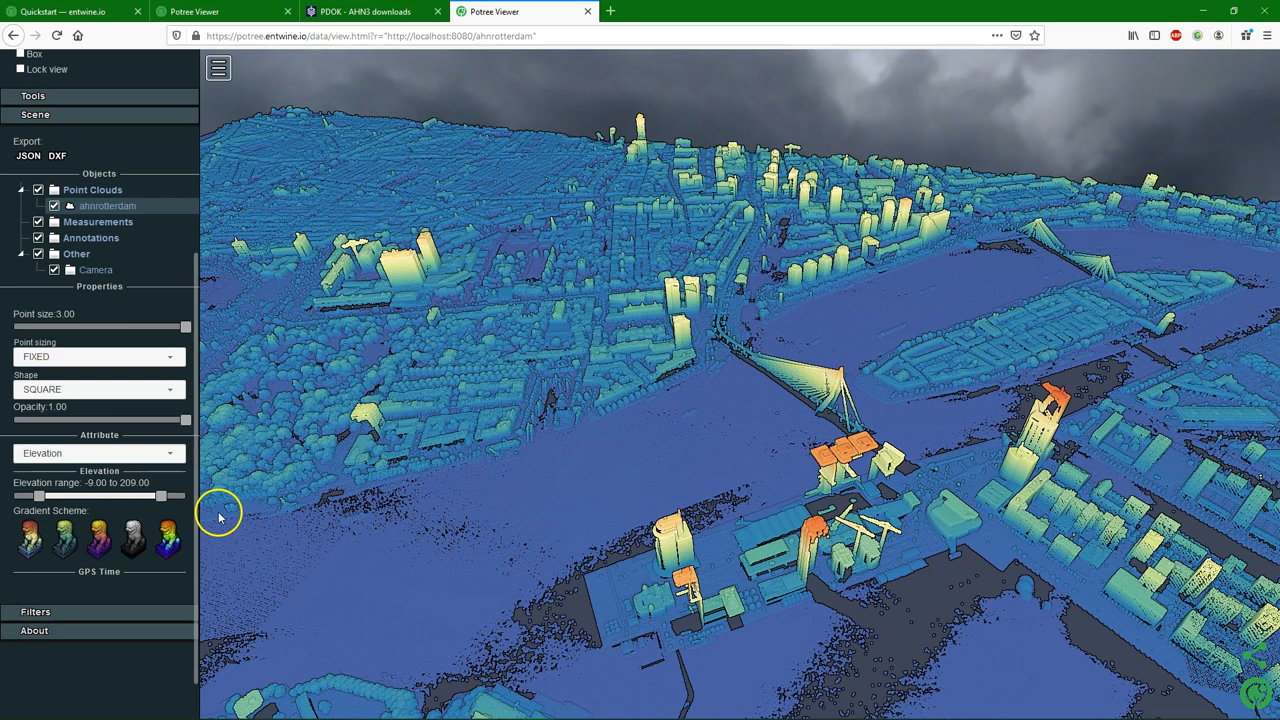 Quickstart — entwine.io
Potree Viewer
PDOK - AHN3 downloads
Potree Viewer
https://potree.entwine.io/data/view.html?r="http://localhost:8080/ahnrotterdam"
ABP
Box
Lock view
Tools
Scene
Export:
JSON DXF
Objects
Point Clouds
ahnrotterdam
Measurements
Annotations
Other
Camera
Properties
Point size:3.00
Point sizing
FIXED
Shape
SQUARE
Opacity:1.00
Attribute
Elevation
Elevation
Elevation range: -9.00 to 209.00
Gradient Scheme:
GPS Time
Filters
About